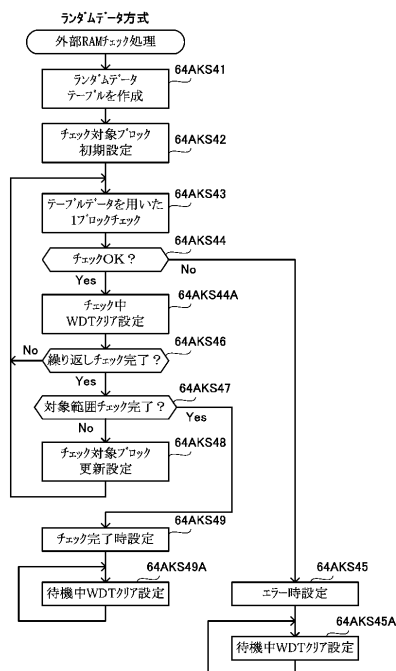 ランダムデータ方式
外部RAMチェック処理
64AKS41
ランダムデータ
テーブルを作成
64AKS42
チェック対象ブロック
初期設定
64AKS43
テーブルデータを用いた
1ブロックチェック
64AKS44
チェックOK？
No
Yes
64AKS44A
チェック中
WDTクリア設定
64AKS46
No
繰り返しチェック完了？
Yes
64AKS47
対象範囲チェック完了？
Yes
No
64AKS48
チェック対象ブロック
更新設定
64AKS49
チェック完了時設定
64AKS49A
待機中WDTクリア設定
64AKS45
エラー時設定
64AKS45A
待機中WDTクリア設定